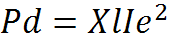 Pd = XlIe²